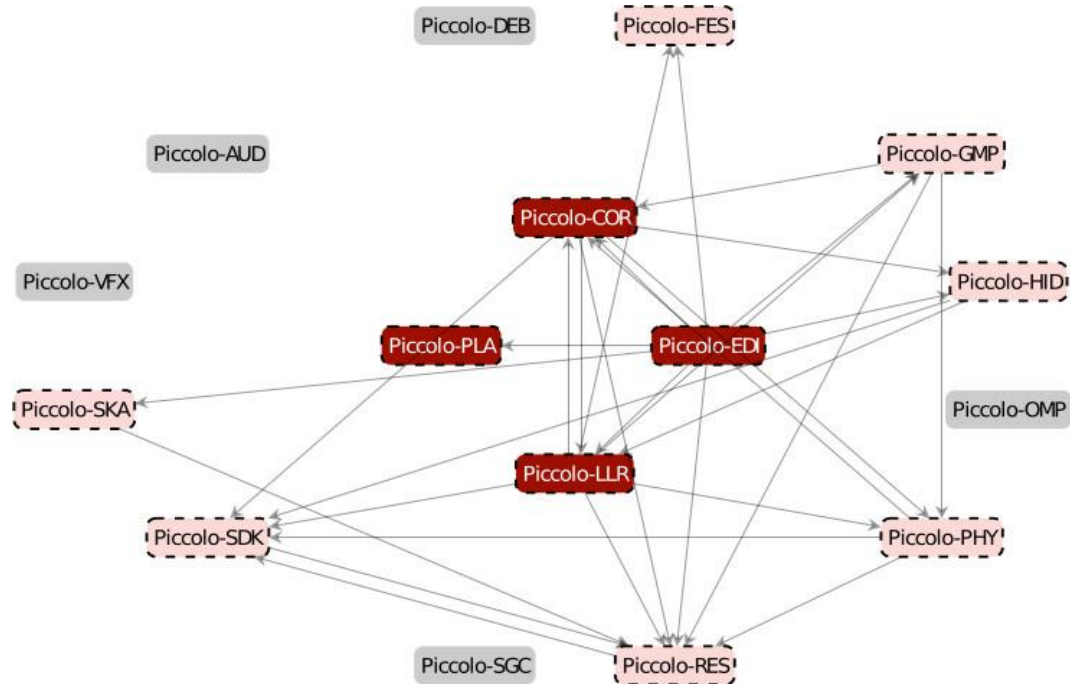 Piccolo-DEB
Piccolo-FES
Piccolo-AUD
Piccolo-GMP
Piccolo-COR
Piccolo-VFX
Piccolo-HID
Piccolo-PLA
Piccolo-EDI
Piccolo-SKA
Piccolo-OMP
Piccolo-LLR
Piccolo-SDK
Piccolo-PHY
Piccolo-SGC
Piccolo-RES